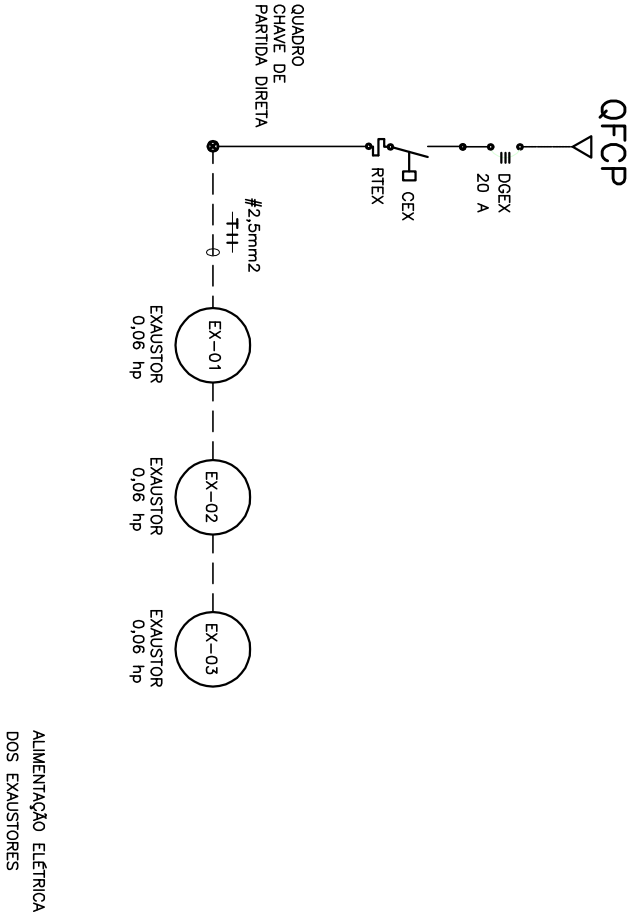 QFCP
DGEX
20 A
CEX
RTEX
QUADRO
CHAVE DE
PARTIDA DIRETA
#2,5mm2
EX-01
EXAUSTOR
0,06 hp
EX-02
EXAUSTOR
0,06 hp
EX-03
EXAUSTOR
0,06 hp
ALIMENTAÇÃO ELÉTRICA
DOS EXAUSTORES